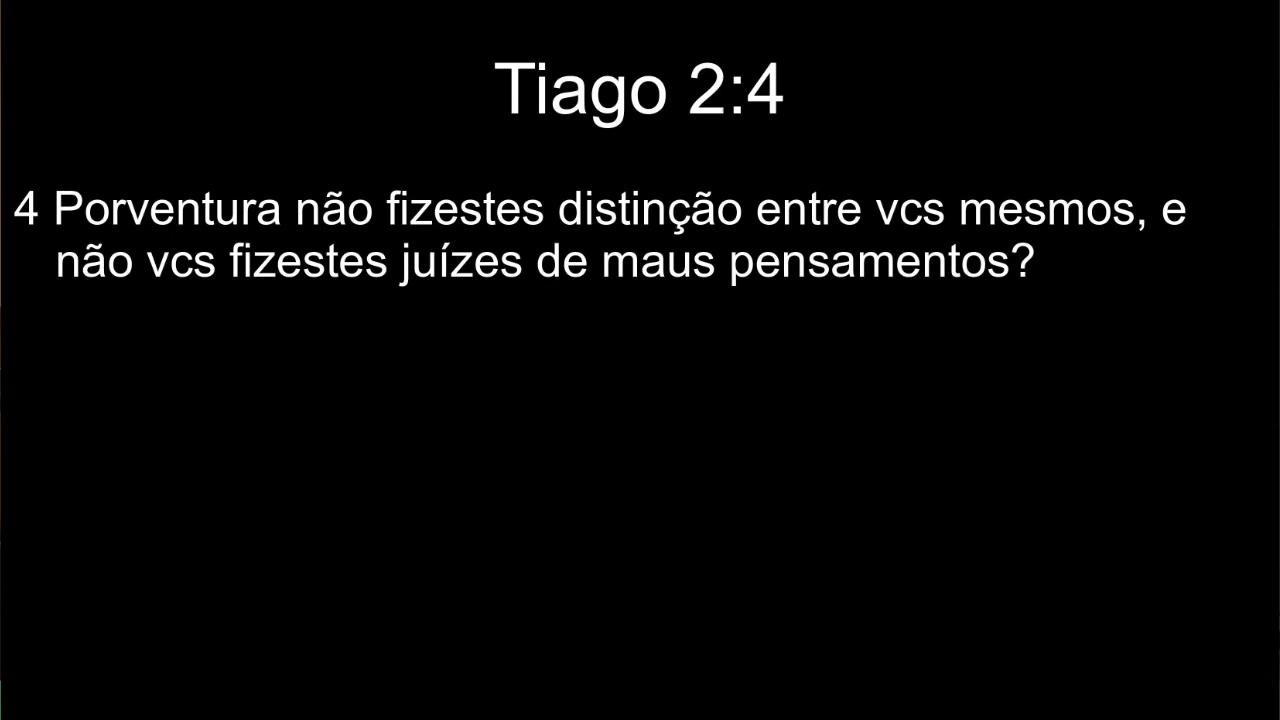 Tiago 2:4
4 Porventura não fizestes distinção entre vcs mesmos, e
não vcs fizestes juízes de maus pensamentos?